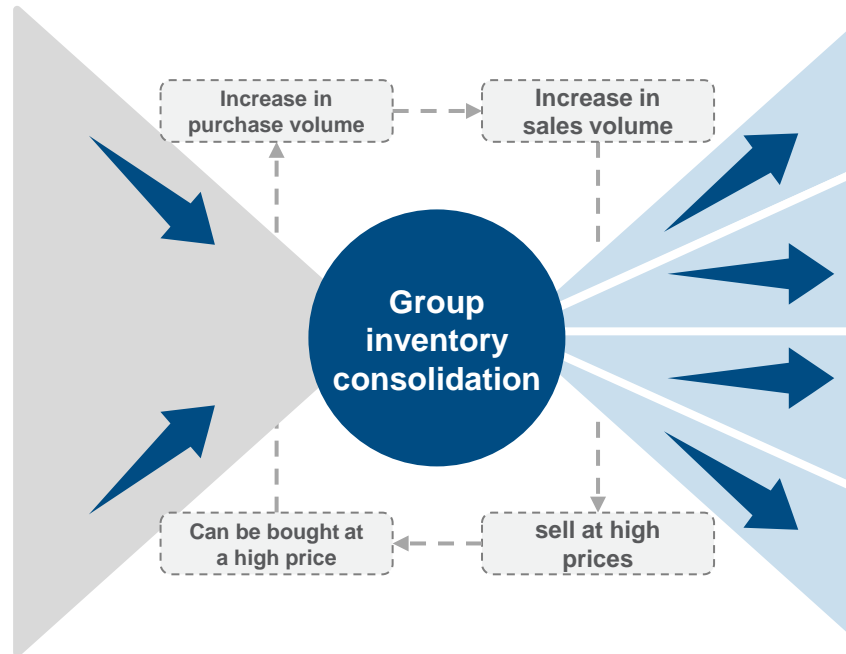 Increase in
purchase volume
Increase in
sales volume
Group
inventory
consolidation
Can be bought at
a high price
sell at high
prices